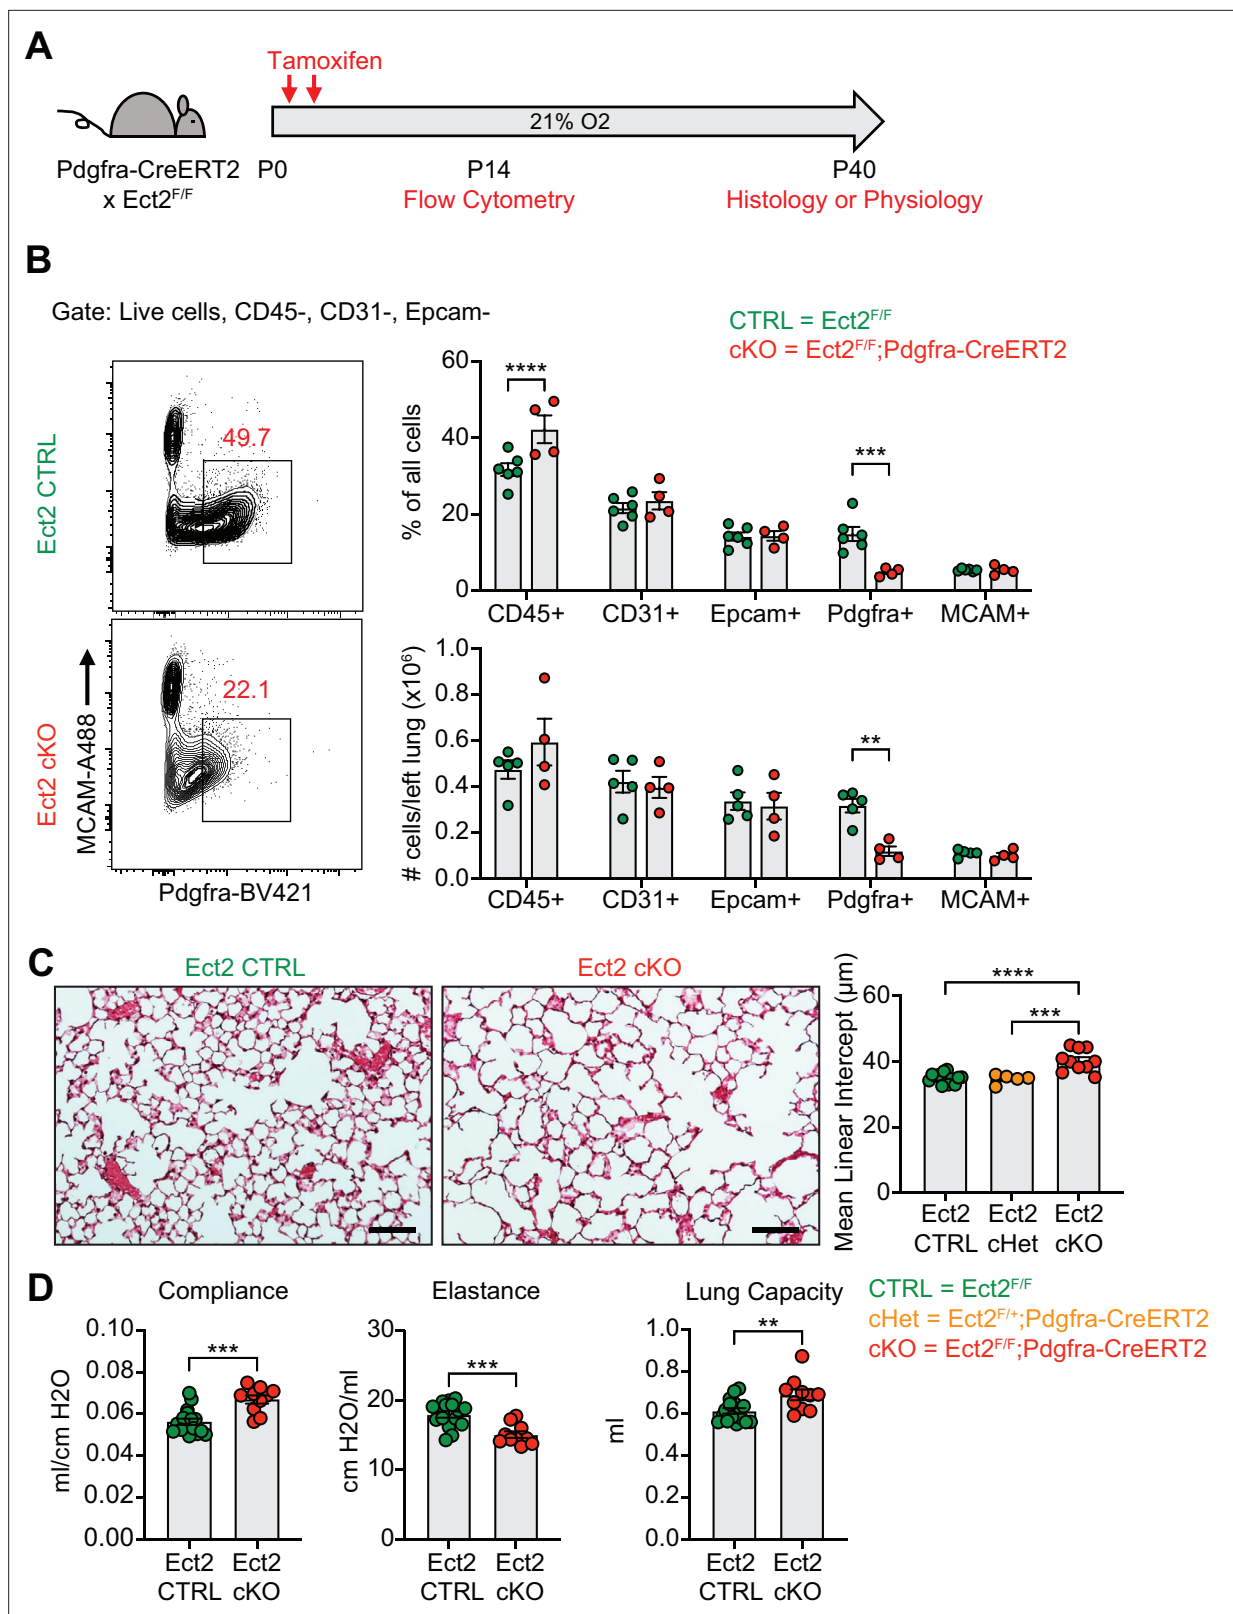 A
Tamoxifen
21% O2
Pdgfra-CreERT2
x Ect2F/F
P0
P14
P40
Flow Cytometry
Histology or Physiology
B
Gate: Live cells, CD45-, CD31-, Epcam-
CTRL = Ect2F/F
cKO = Ect2F/F;Pdgfra-CreERT2
Ect2 CTRL
49.7
Ect2 cKO
22.1
MCAM-A488
Pdgfra-BV421
% of all cells
60
40
20
0
****
***
CD45+
CD31+
Epcam+
Pdgfra+
MCAM+
# cells/left lung (x10⁶)
1.0
0.8
0.6
0.4
0.2
0.0
**
CD45+
CD31+
Epcam+
Pdgfra+
MCAM+
C
Ect2 CTRL
Ect2 cKO
Mean Linear Intercept (µm)
60
40
20
0
****
***
Ect2
CTRL
Ect2
cHet
Ect2
cKO
D
Compliance
ml/cm H2O
0.10
0.08
0.06
0.04
0.02
0.00
***
Ect2
CTRL
Ect2
cKO
Elastance
cm H2O/ml
30
20
10
0
***
Ect2
CTRL
Ect2
cKO
Lung Capacity
ml
1.0
0.8
0.6
0.4
0.2
0.0
**
Ect2
CTRL
Ect2
cKO
CTRL = Ect2F/F
cHet = Ect2F/+;Pdgfra-CreERT2
cKO = Ect2F/F;Pdgfra-CreERT2